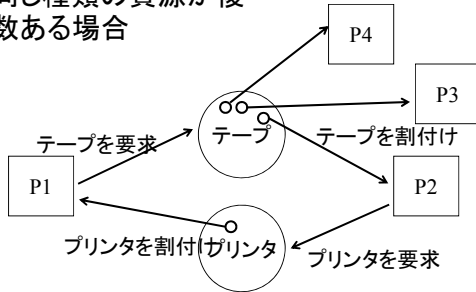 同じ種類の資源が複
数ある場合
P4
P3
テープ
テープを要求
テープを割付け
P1
P2
プリンタを割付け
プリンタ
プリンタを要求